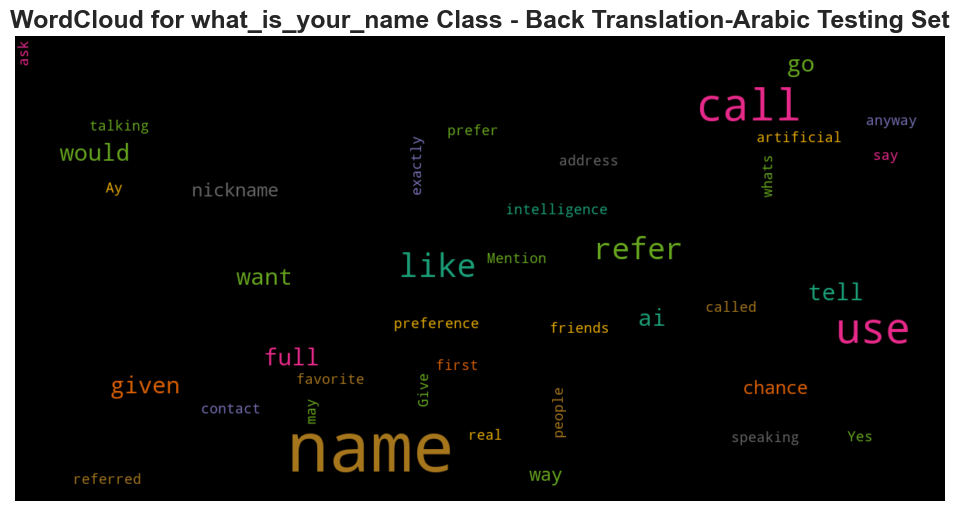 WordCloud for what_is_your_name Class - Back Translation-Arabic Testing Set
ask
go
call
talking
prefer
anyway
artificial
would
exactly
address
whats
say
Ay
nickname
intelligence
refer
like
Mention
want
tell
ai
called
use
preference
friends
full
first
given
favorite
Give
people
chance
contact
may
name
real
speaking
Yes
way
referred